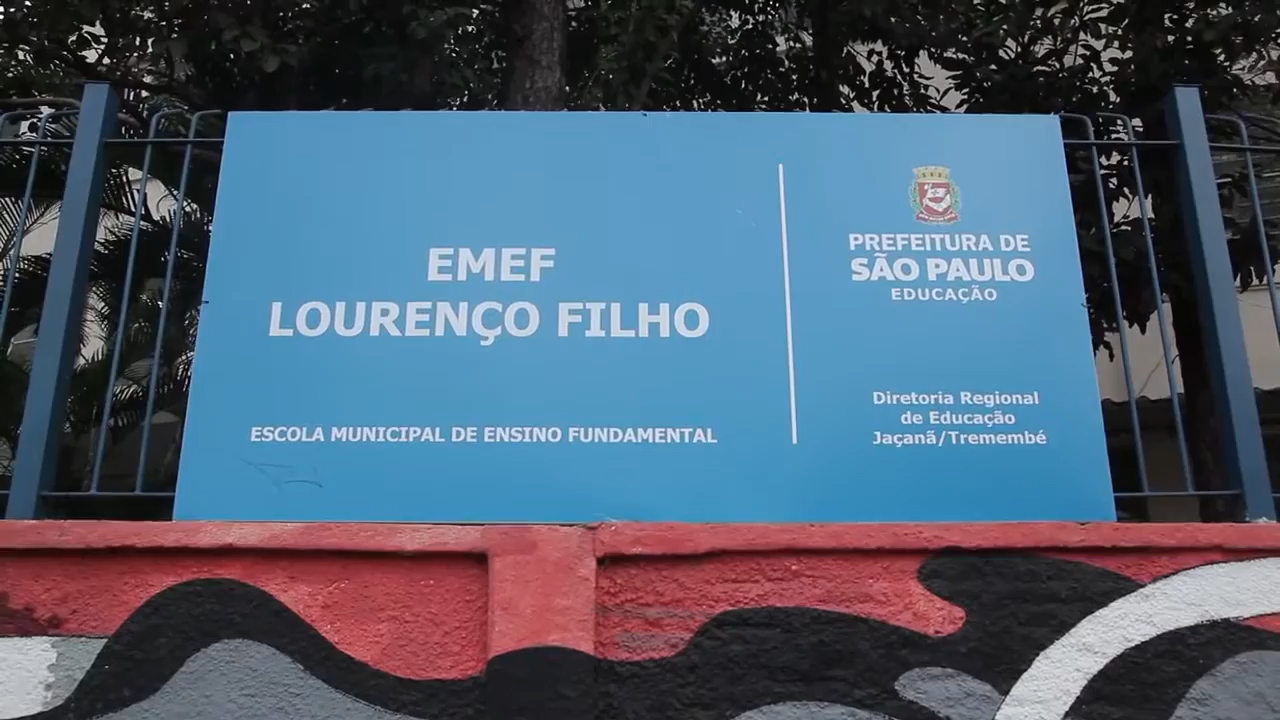 EMEF
LOURENÇO FILHO
ESCOLA MUNICIPAL DE ENSINO FUNDAMENTAL
PREFEITURA DE
SÃO PAULO
EDUCAÇÃO
Diretoria Regional
de Educação
Jaçanã/Tremembé